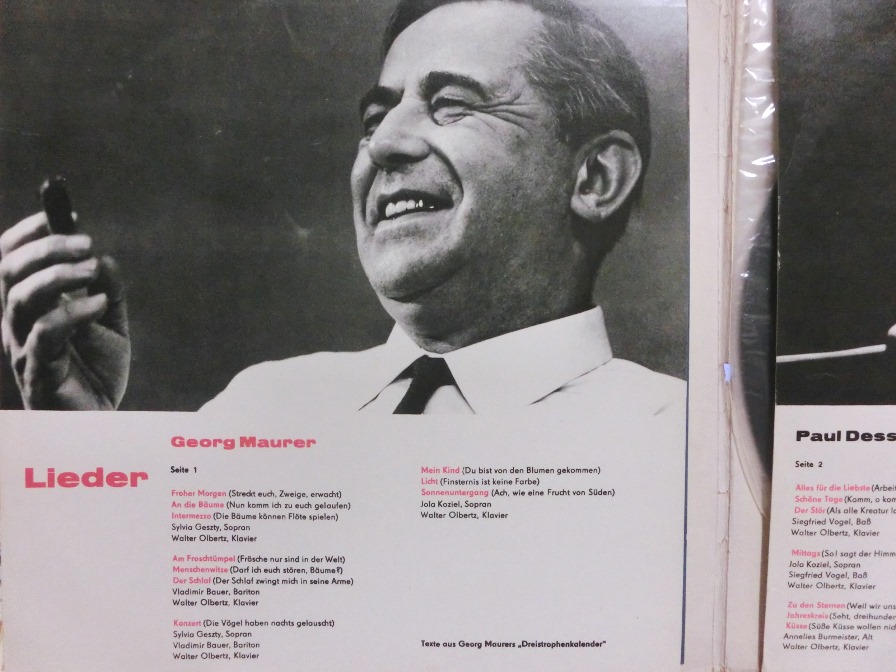 Lieder
Georg Maurer
Seite 1
Froher Morgen (Streckt euch, Zweige, erwacht)
An die Bäume (Nun komm ich zu euch gelaufen)
Intermezzo (Die Bäume können Flöte spielen)
Sylvia Geszty, Sopran
Walter Olbertz, Klavier
Am Froschtümpel (Frösche nur sind in der Welt)
Menschenwitze (Darf ich euch stören, Bäume?)
Der Schlaf (Der Schlaf zwingt mich in seine Arme)
Vladimir Bauer, Bariton
Walter Olbertz, Klavier
Konzert (Die Vögel haben nachts gelauscht)
Sylvia Geszty, Sopran
Vladimir Bauer, Bariton
Walter Olbertz, Klavier
Mein Kind (Du bist von den Blumen gekommen)
Licht (Finsternis ist keine Farbe)
Sonnenuntergang (Ach, wie eine Frucht von Süden)
Jola Koziel, Sopran
Walter Olbertz, Klavier
Texte aus Georg Maurers „Dreistrophenkalender"
Paul Dess
Seite 2
Alles für die Liebste (Arbeit
Schöne Tage (Komm, o kom
Der Stör (Als alle Kreatur
Siegfried Vogel, Baß
Walter Olbertz, Klavier
Mittags (So! sagt der Himm
Jola Koziel, Sopran
Siegfried Vogel, Baß
Walter Olbertz, Klavier
Zu den Sternen (Weil wir uns
Jahreskreis (Seht, dreihunder
Küsse (Süße Küsse wollen nic
Annelies Burmeister, Alt
Walter Olbertz, Klavier